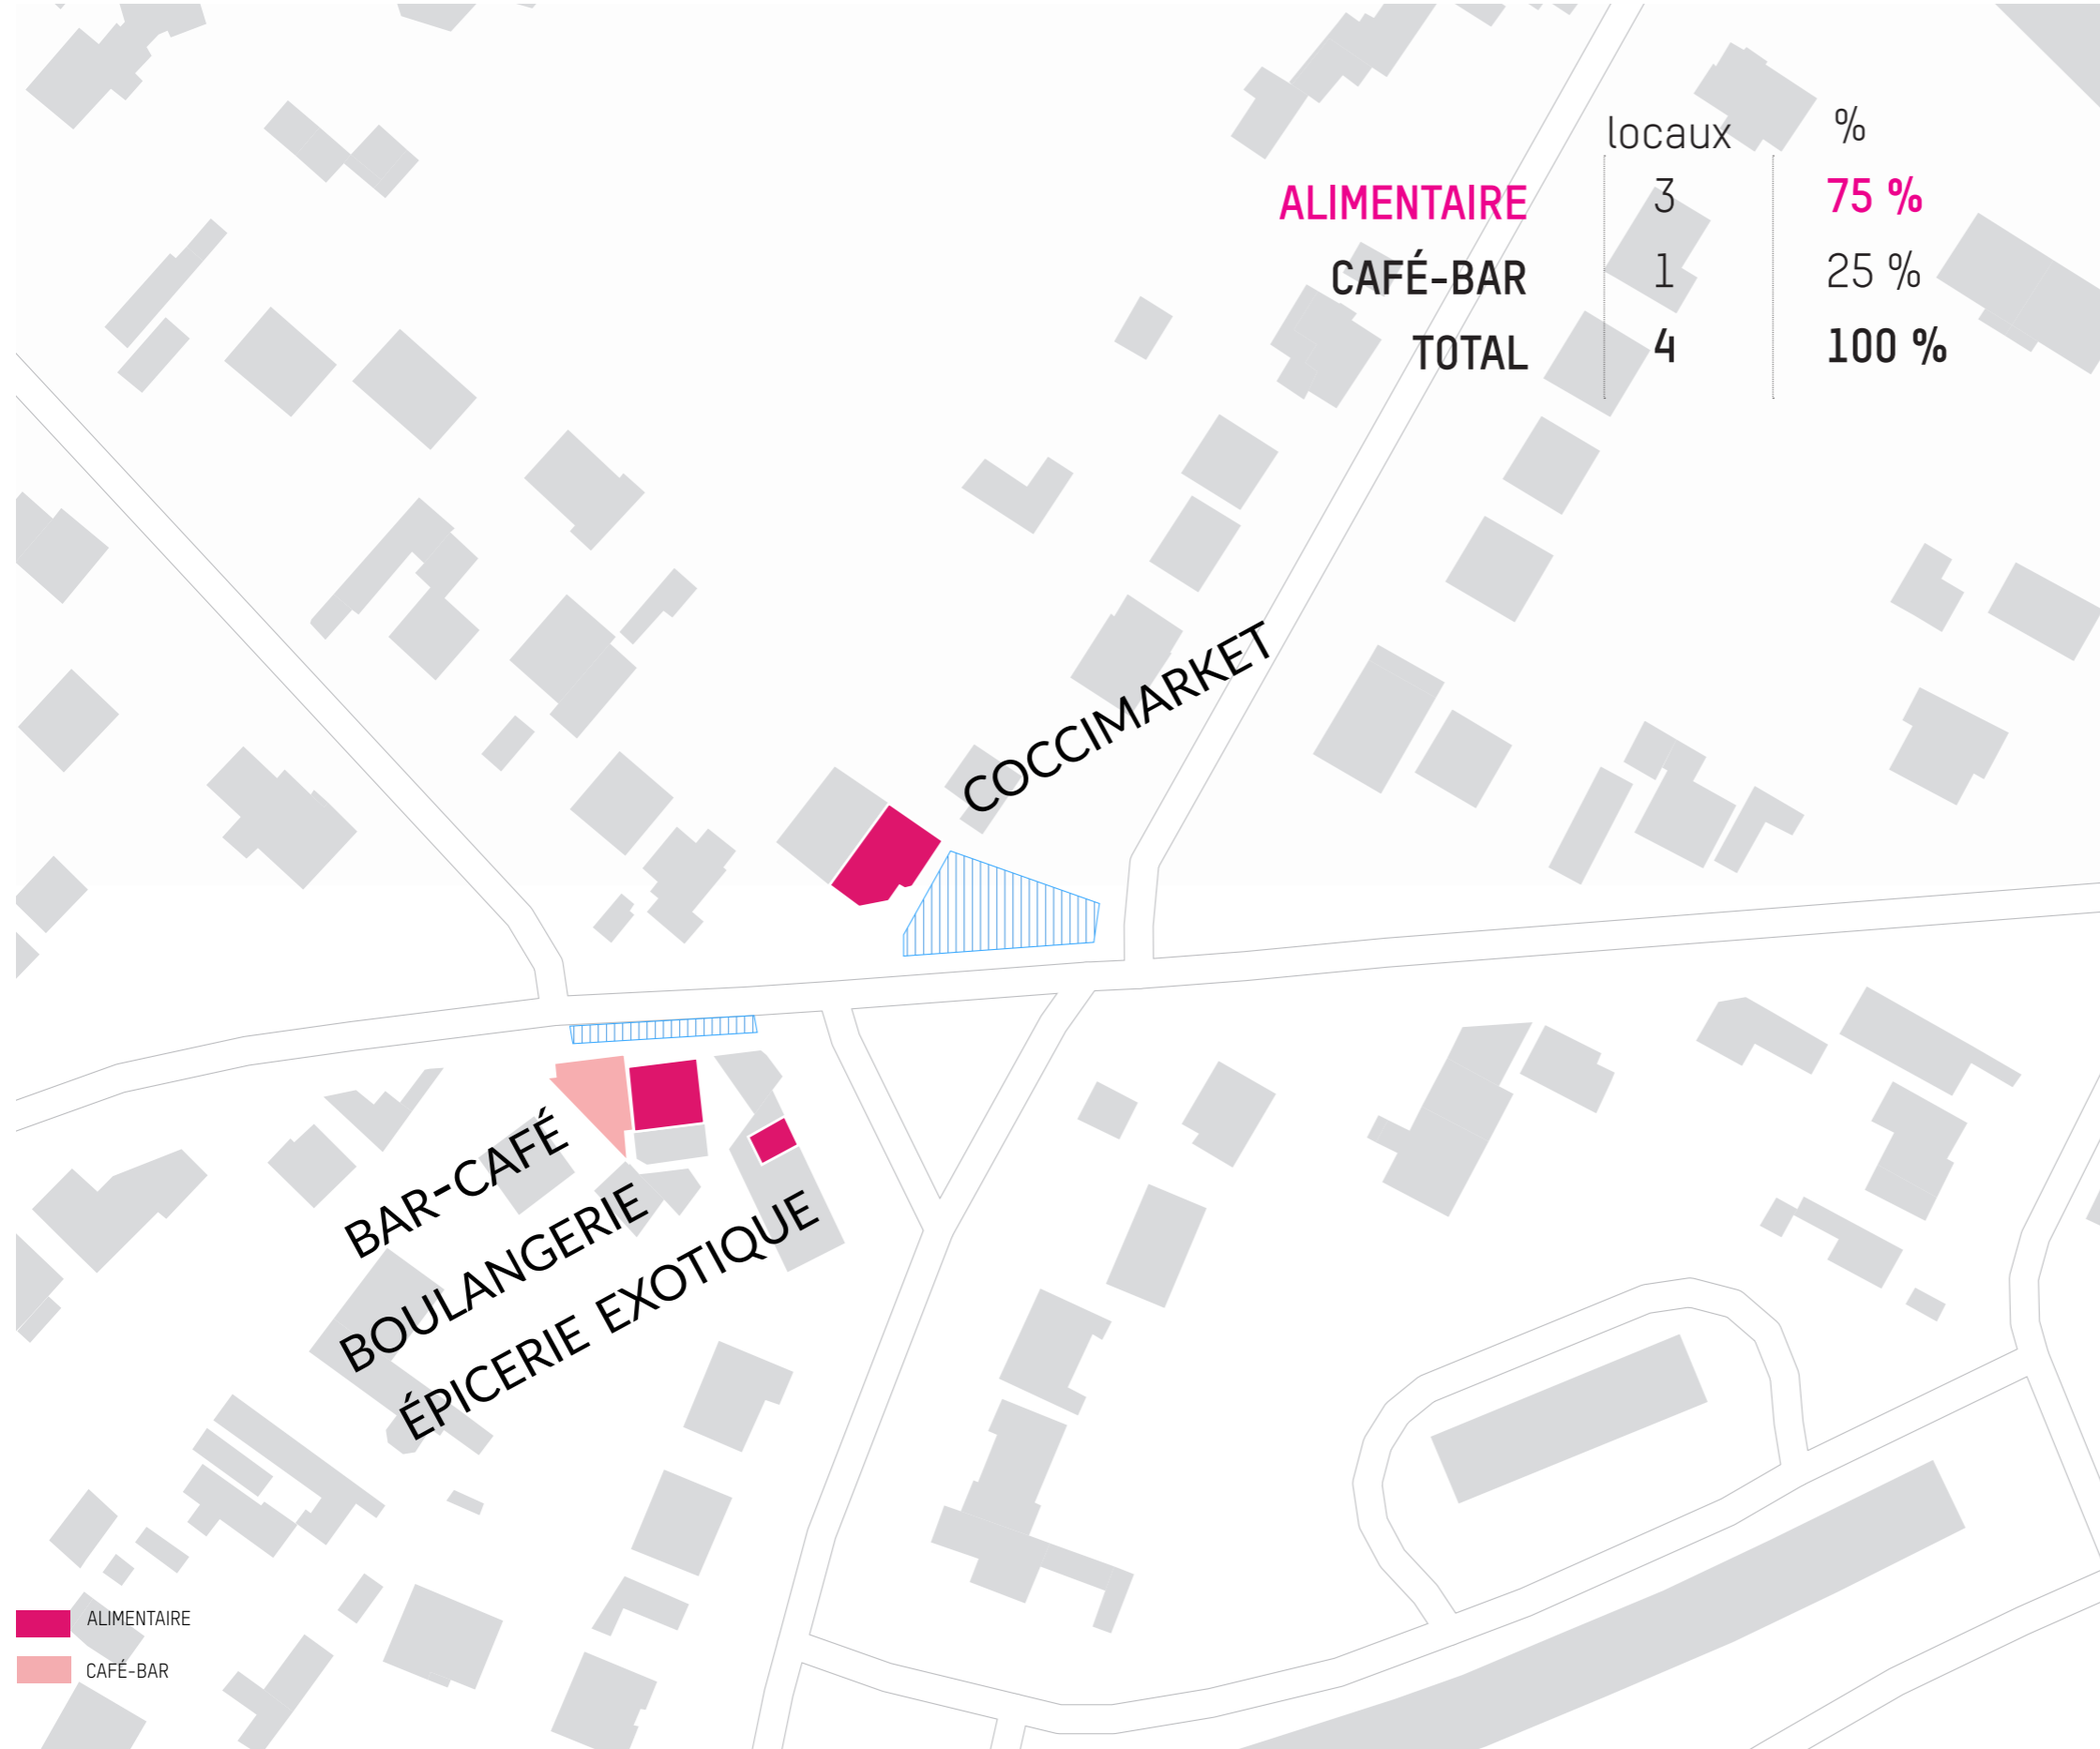 locaux %
ALIMENTAIRE 3 75 %
CAFÉ-BAR 1 25 %
TOTAL 4 100 %
COCCIMARKET
BAR-CAFÉ
BOULANGERIE
ÉPICERIE EXOTIQUE
ALIMENTAIRE
CAFÉ-BAR